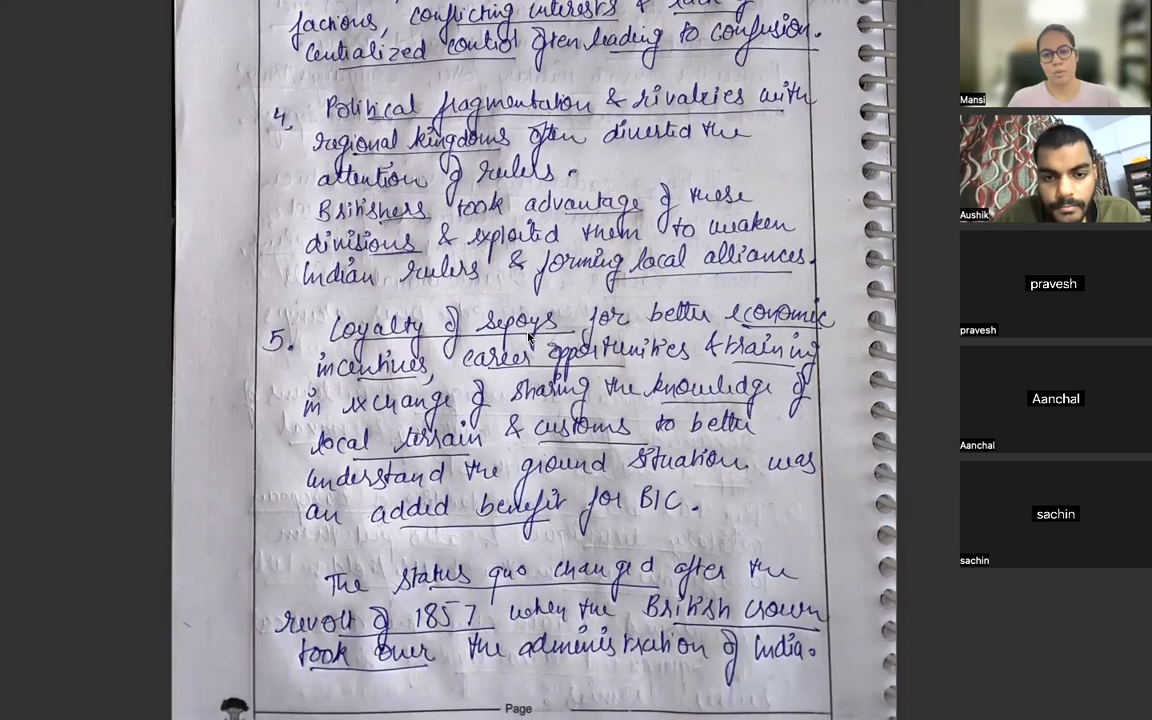 factions, conflicting interests & lack of
centralized control often leading to confusion.
4. Political fragmentation & rivalries with
regional kingdoms often diverted the
attention of rulers.
Britishers took advantage of these
divisions & exploited them to weaken
Indian rulers & forming local alliances.
5. Loyalty of sepoys for better economic
incentives, career opportunities & training
in exchange of sharing the knowledge of
local terrain & customs to better
understand the ground situation was
an added benefit for BIC.
The status quo changed after the
revolt of 1857 when the British crown
took over the administration of India.
Page
Mansi
Aushik
pravesh
pravesh
Aanchal
Aanchal
sachin
sachin